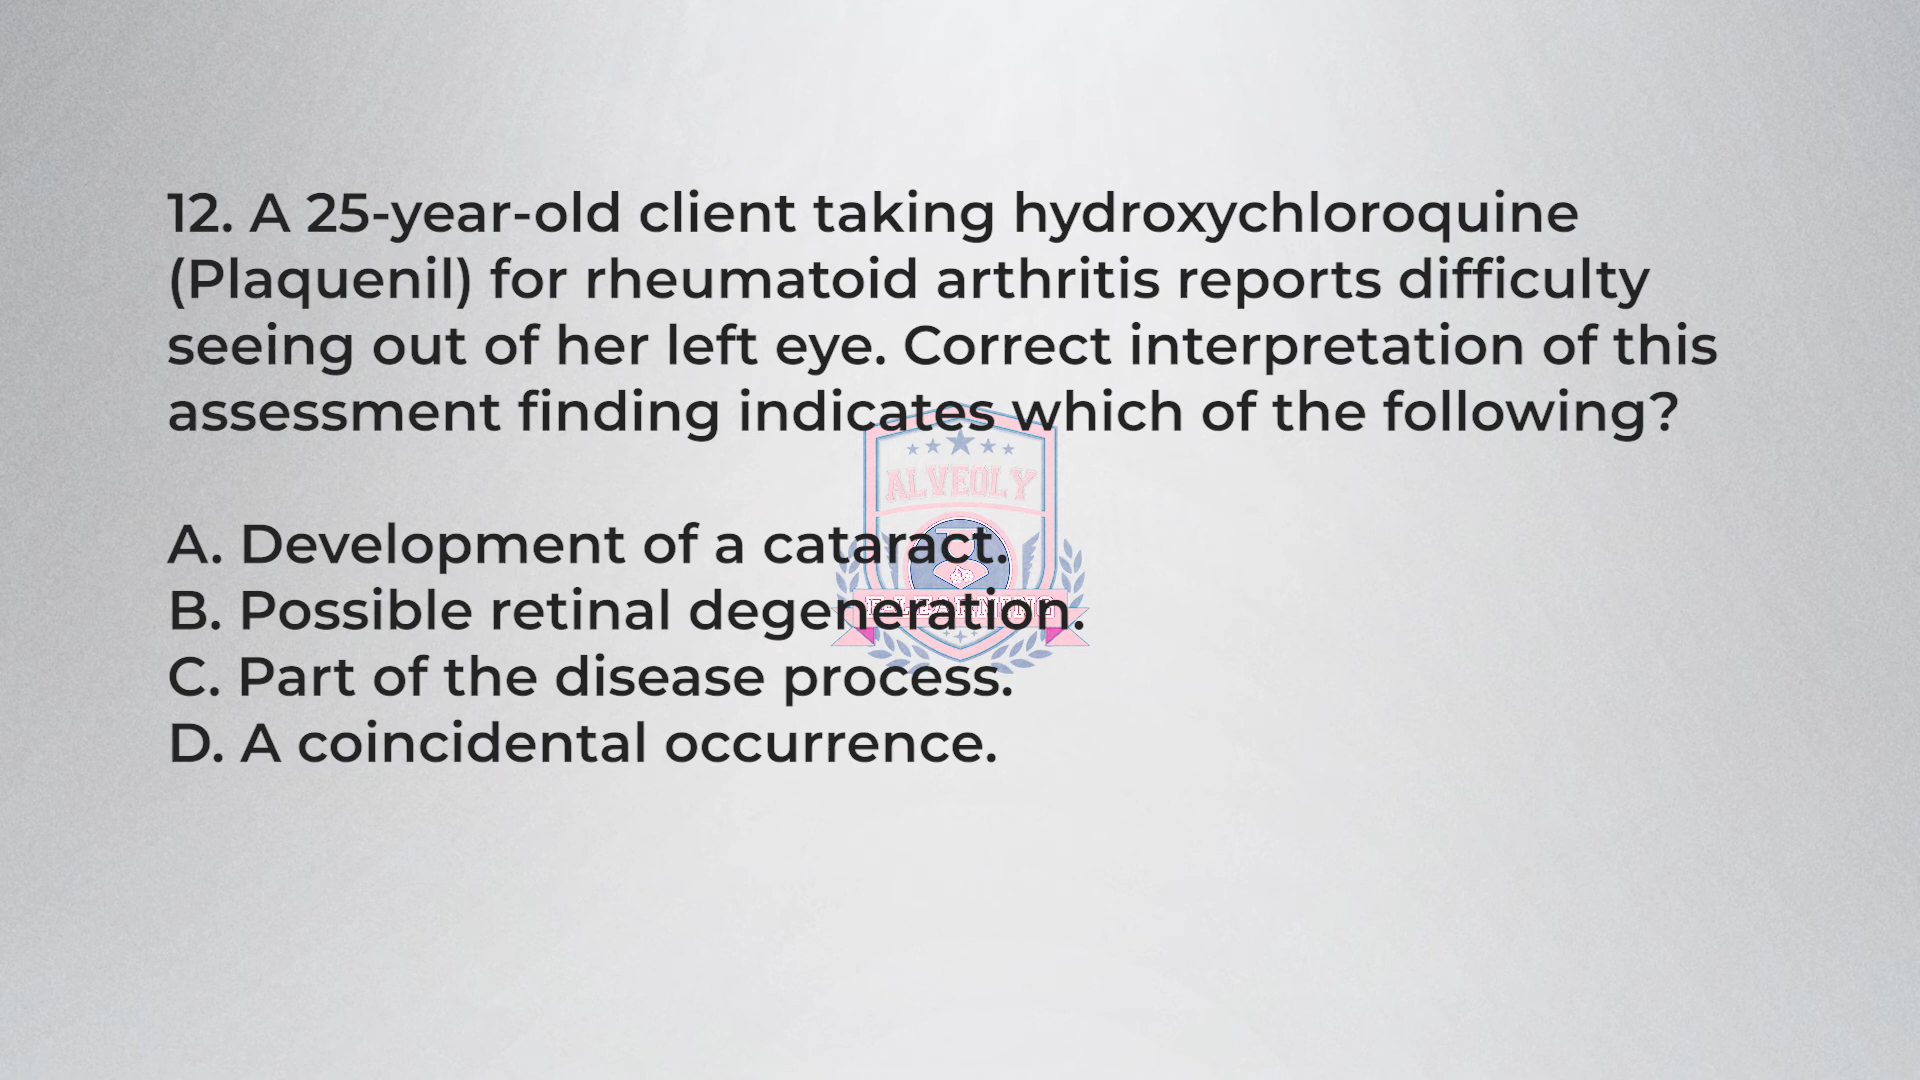 12. A 25-year-old client taking hydroxychloroquine
(Plaquenil) for rheumatoid arthritis reports difficulty
seeing out of her left eye. Correct interpretation of this
assessment finding indicates which of the following?
ALVEOLY
A. Development of a cataract.
B. Possible retinal degeneration.
E-LEARNING
C. Part of the disease process.
D. A coincidental occurrence.